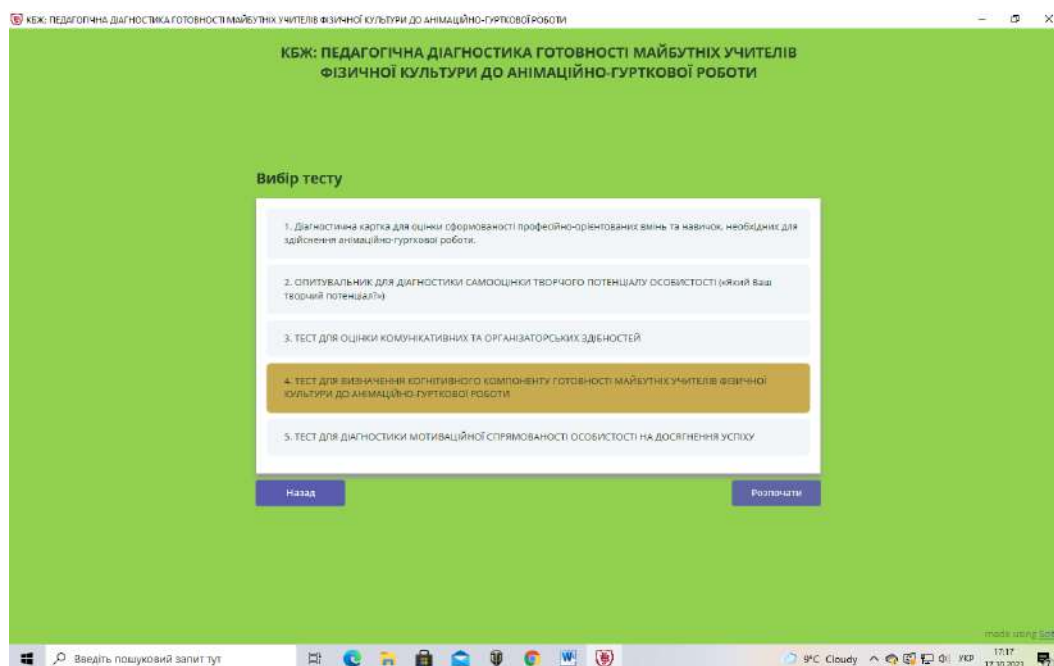 КБЖ: ПЕДАГОГІЧНА ДІАГНОСТИКА ГОТОВНОСТІ МАЙБУТНІХ УЧИТЕЛІВ ФІЗИЧНОЇ КУЛЬТУРИ ДО АНІМАЦІЙНО-ГУРТКОВОЇ РОБОТИ
КБЖ: ПЕДАГОГІЧНА ДІАГНОСТИКА ГОТОВНОСТІ МАЙБУТНІХ УЧИТЕЛІВ
ФІЗИЧНОЇ КУЛЬТУРИ ДО АНІМАЦІЙНО-ГУРТКОВОЇ РОБОТИ
Вибір тесту
1. Діагностична картка для оцінки сформованості професійно-орієнтованих вмінь та навичок, необхідних для
здійснення анімаційно-гурткової роботи.
2. ОПИТУВАЛЬНИК ДЛЯ ДІАГНОСТИКИ САМООЦІНКИ ТВОРЧОГО ПОТЕНЦІАЛУ ОСОБИСТОСТІ («Який Ваш
творчий потенціал?»)
3. ТЕСТ ДЛЯ ОЦІНКИ КОМУНІКАТИВНИХ ТА ОРГАНІЗАТОРСЬКИХ ЗДІБНОСТЕЙ
4. ТЕСТ ДЛЯ ВИЗНАЧЕННЯ КОГНІТИВНОГО КОМПОНЕНТУ ГОТОВНОСТІ МАЙБУТНІХ УЧИТЕЛІВ ФІЗИЧНОЇ
КУЛЬТУРИ ДО АНІМАЦІЙНО-ГУРТКОВОЇ РОБОТИ
5. ТЕСТ ДЛЯ ДІАГНОСТИКИ МОТИВАЦІЙНОЇ СПРЯМОВАНОСТІ ОСОБИСТОСТІ НА ДОСЯГНЕННЯ УСПІХУ
Назад
Розпочати
made using
Введіть пошуковий запит тут
9°C Cloudy
УКР
17:17
17.10.2021